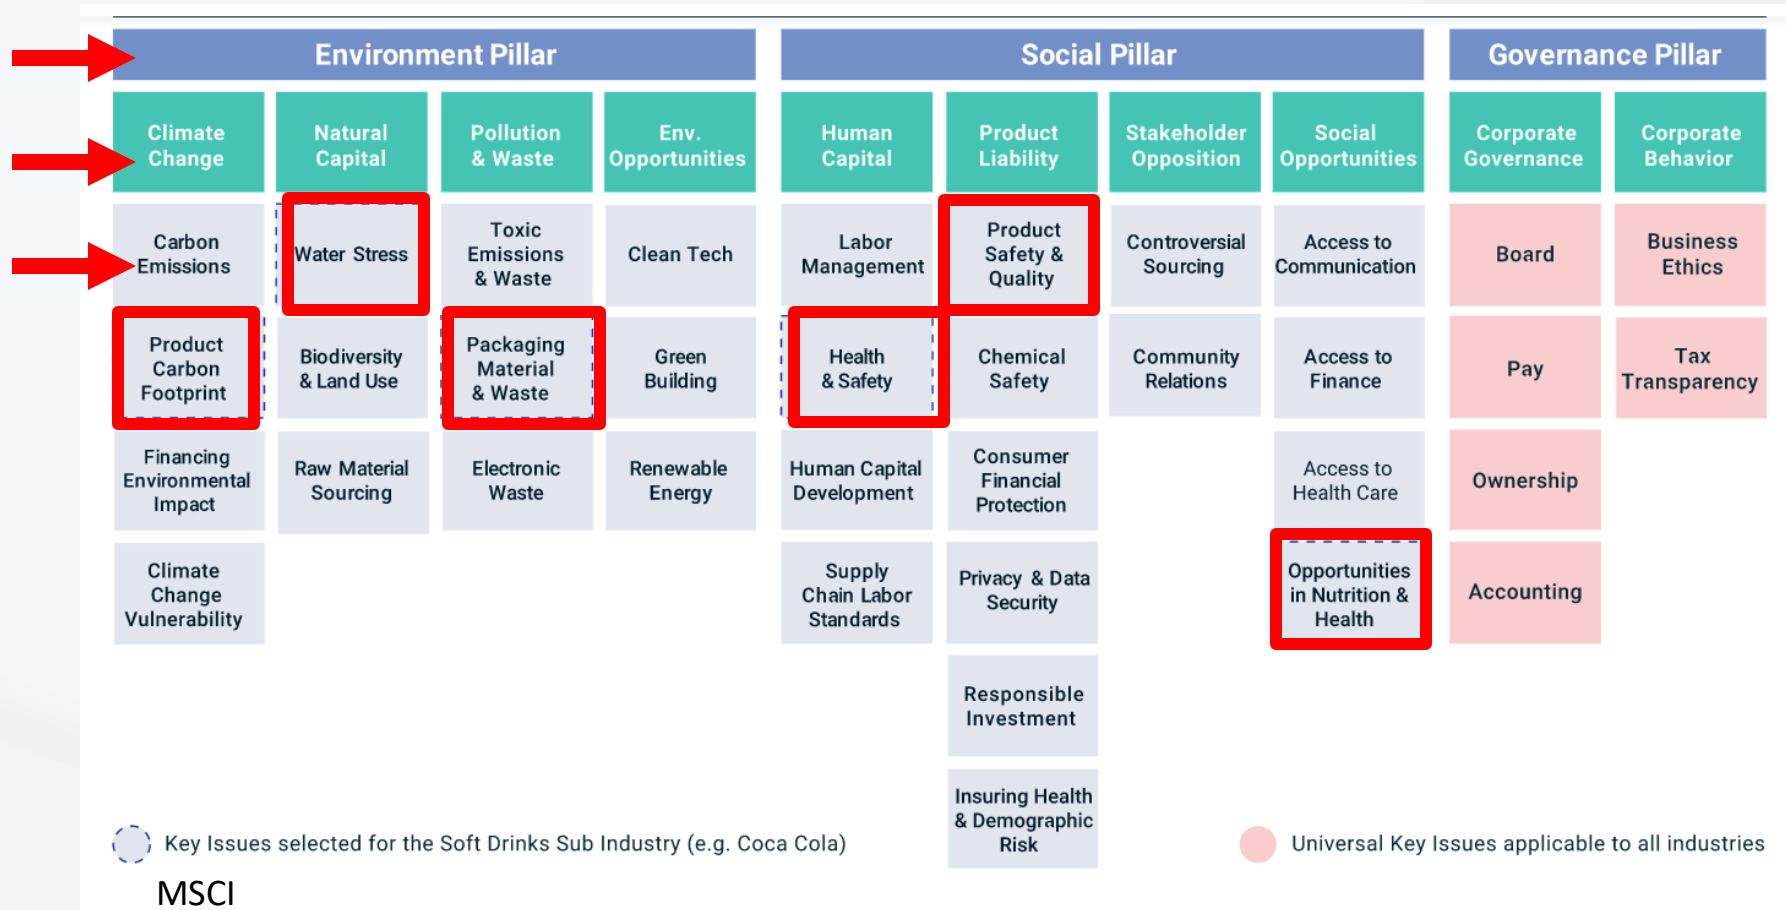 Environment Pillar
Social Pillar
Governance Pillar
Climate
Change
Natural
Capital
Pollution
& Waste
Env.
Opportunities
Human
Capital
Product
Liability
Stakeholder
Opposition
Social
Opportunities
Corporate
Governance
Corporate
Behavior
Carbon
Emissions
Water Stress
Toxic
Emissions
& Waste
Clean Tech
Labor
Management
Product
Safety &
Quality
Controversial
Sourcing
Access to
Communication
Board
Business
Ethics
Product
Carbon
Footprint
Biodiversity
& Land Use
Packaging
Material
& Waste
Green
Building
Health
& Safety
Chemical
Safety
Community
Relations
Access to
Finance
Pay
Tax
Transparency
Financing
Environmental
Impact
Raw Material
Sourcing
Electronic
Waste
Renewable
Energy
Human Capital
Development
Consumer
Financial
Protection
Access to
Health Care
Ownership
Climate
Change
Vulnerability
Supply
Chain Labor
Standards
Privacy & Data
Security
Opportunities
in Nutrition &
Health
Accounting
Responsible
Investment
Insuring Health
& Demographic
Risk
Key Issues selected for the Soft Drinks Sub Industry (e.g. Coca Cola)
Universal Key Issues applicable to all industries
MSCI